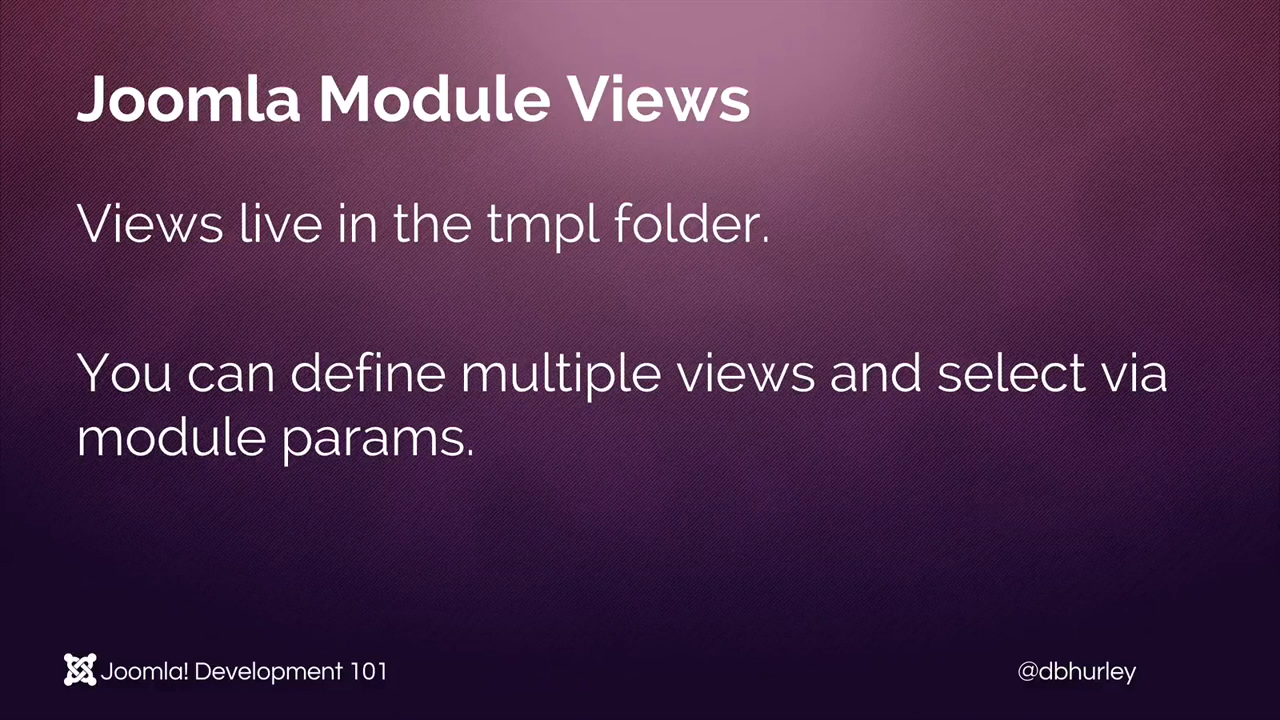 Joomla Module Views
Views live in the tmpl folder.
You can define multiple views and select via
module params.
Joomla! Development 101
@dbhurley